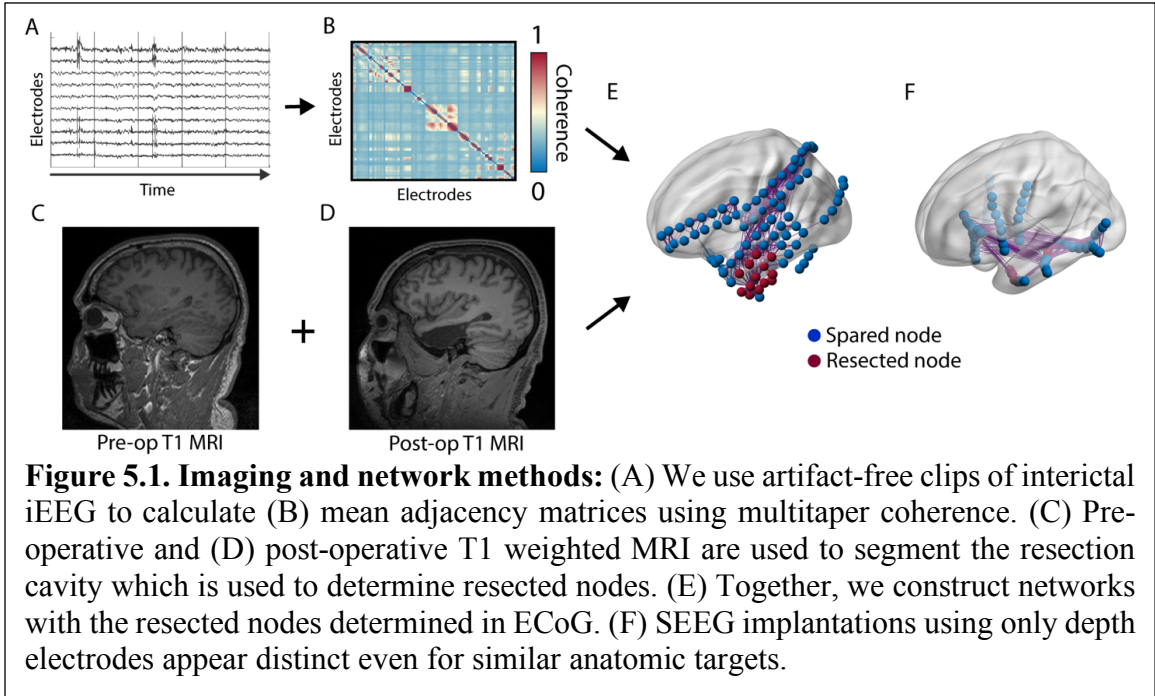 A
Electrodes
Time
B
Electrodes
Electrodes
1
Coherence
0
C
Pre-op T1 MRI
+
D
Post-op T1 MRI
E
F
Spared node
Resected node
Figure 5.1. Imaging and network methods: (A) We use artifact-free clips of interictal
iEEG to calculate (B) mean adjacency matrices using multitaper coherence. (C) Pre-
operative and (D) post-operative T1 weighted MRI are used to segment the resection
cavity which is used to determine resected nodes. (E) Together, we construct networks
with the resected nodes determined in ECoG. (F) SEEG implantations using only depth
electrodes appear distinct even for similar anatomic targets.